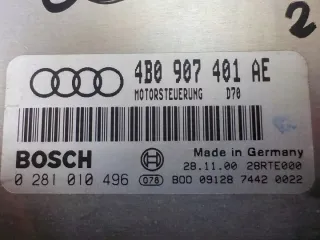 2
4B0 907 401 AE
MOTORSTEUERUNG D70
BOSCH
Made in Germany
28.11.00 28RTE000
0 281 010 496
078
B00 09128 7442 0022